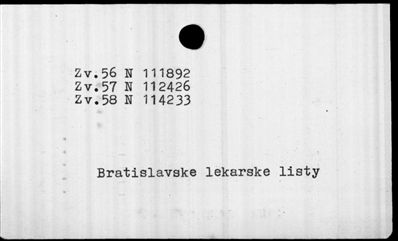 Zv.56 N 111892
Zv.57 N 112426
Zv.58 N 114233
Bratislavske lekarske listy